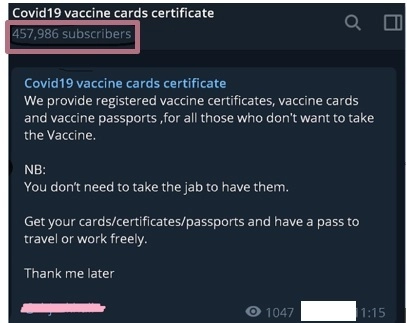 Covid19 vaccine cards certificate
457,986 subscribers
Covid19 vaccine cards certificate
We provide registered vaccine certificates, vaccine cards
and vaccine passports ,for all those who don't want to take
the Vaccine.
NB:
You don't need to take the jab to have them.
Get your cards/certificates/passports and have a pass to
travel or work freely.
Thank me later
1047 11:15